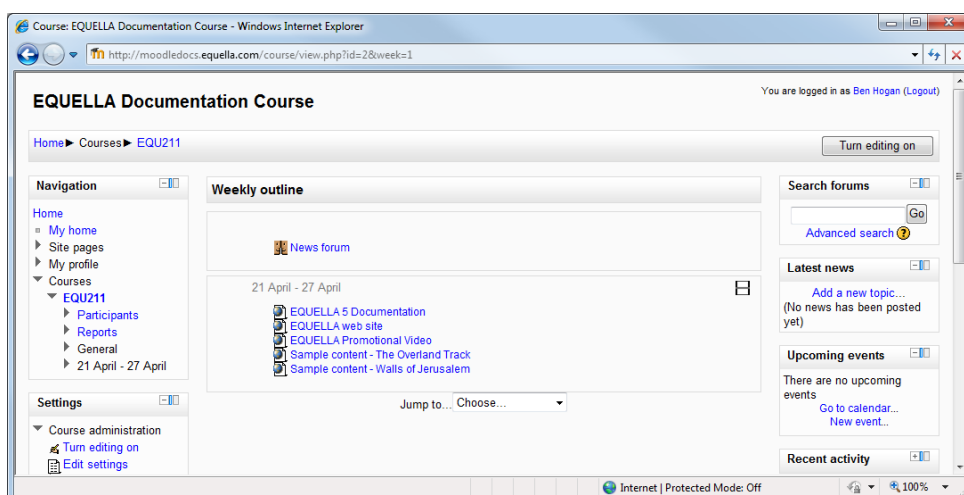 Course: EQUELLA Documentation Course - Windows Internet Explorer
http://moodledocs.equella.com/course/view.php?id=2&week=1
EQUELLA Documentation Course
You are logged in as Ben Hogan (Logout)
Home► Courses► EQU211
Turn editing on
Navigation
Home
My home
Site pages
My profile
Courses
EQU211
Participants
Reports
General
21 April - 27 April
Settings
Course administration
Turn editing on
Edit settings
Weekly outline
News forum
21 April - 27 April
EQUELLA 5 Documentation
EQUELLA web site
EQUELLA Promotional Video
Sample content - The Overland Track
Sample content - Walls of Jerusalem
Jump to... Choose...
Search forums
Go
Advanced search ?
Latest news
Add a new topic...
(No news has been posted
yet)
Upcoming events
There are no upcoming
events
Go to calendar...
New event...
Recent activity
Internet | Protected Mode: Off
100%